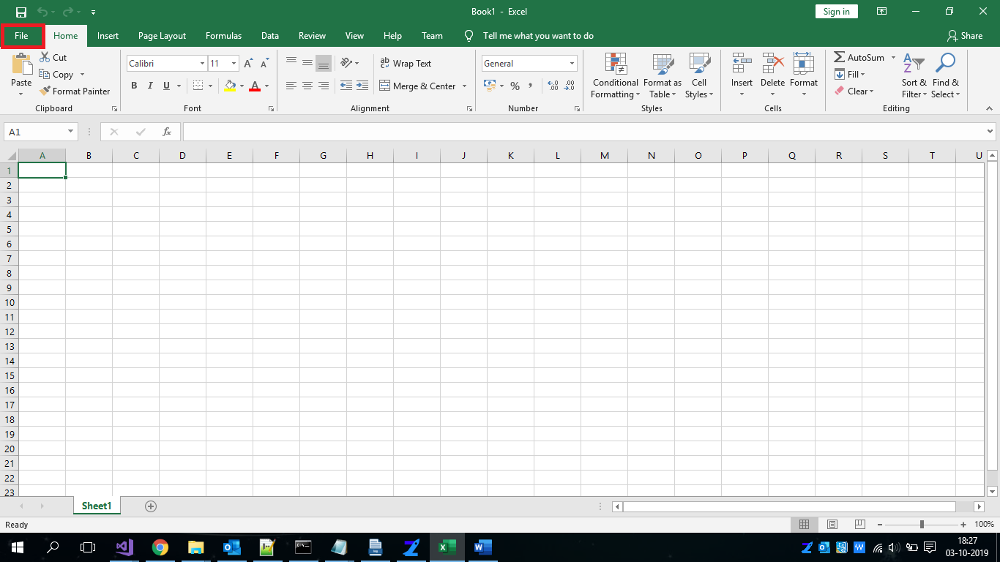 Book1 - Excel
Sign in
File Home Insert Page Layout Formulas Data Review View Help Team Tell me what you want to do Share
Paste
Cut
Copy
Format Painter
Clipboard
Calibri 11
B I U A
Font
Wrap Text
Merge & Center
Alignment
General
% ,
Number
Conditional Formatting
Format as Table
Cell Styles
Styles
Insert Delete Format
Cells
AutoSum
Fill
Clear
Sort & Filter
Find & Select
Editing
A1
fx
A B C D E F G H I J K L M N O P Q R S T U
1
2
3
4
5
6
7
8
9
10
11
12
13
14
15
16
17
18
19
20
21
22
23
Sheet1
Ready
100%
18:27
03-10-2019